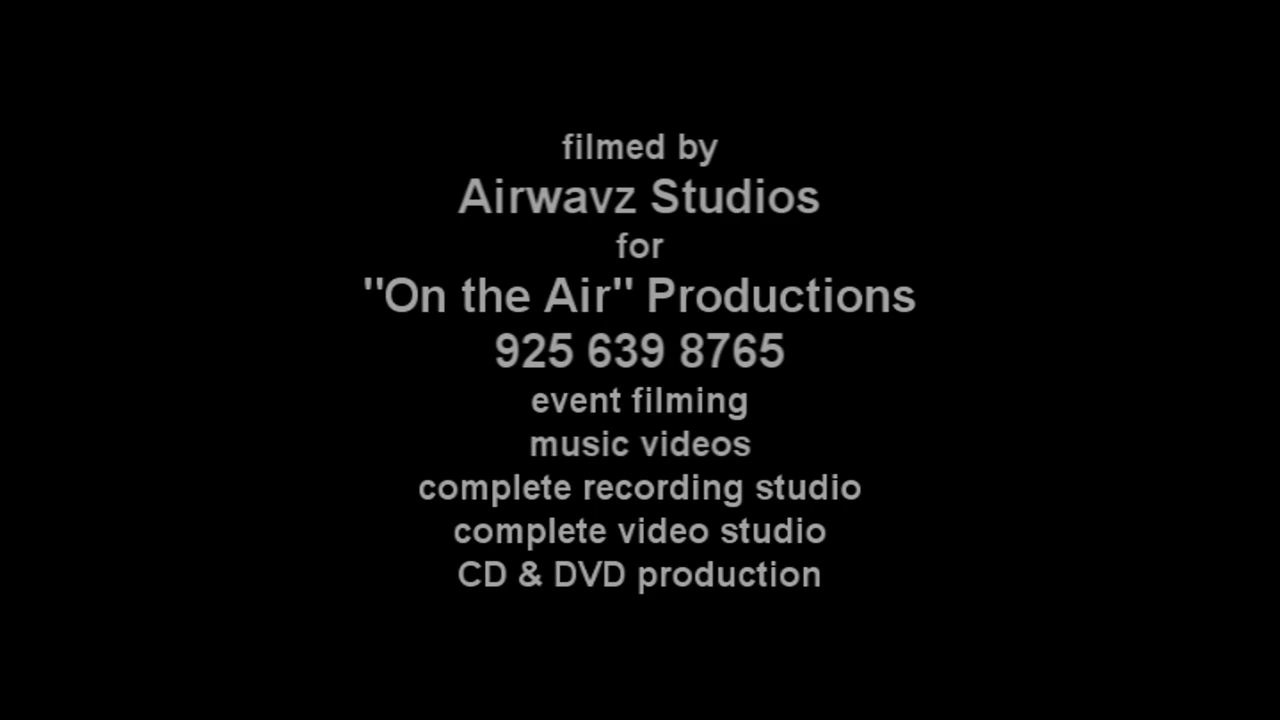 filmed by
Airwavz Studios
for
"On the Air" Productions
925 639 8765
event filming
music videos
complete recording studio
complete video studio
CD & DVD production